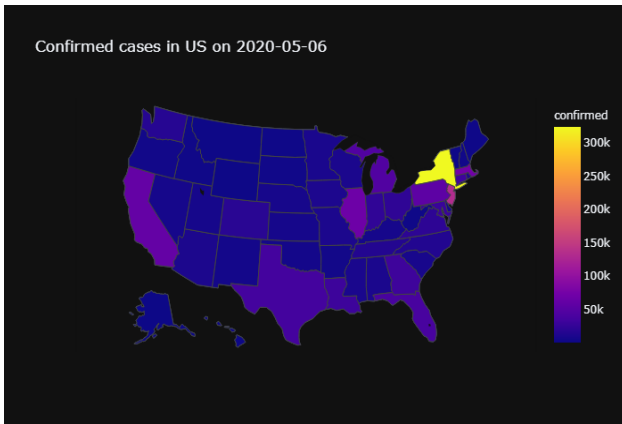 Confirmed cases in US on 2020-05-06
confirmed
300k
250k
200k
150k
100k
50k